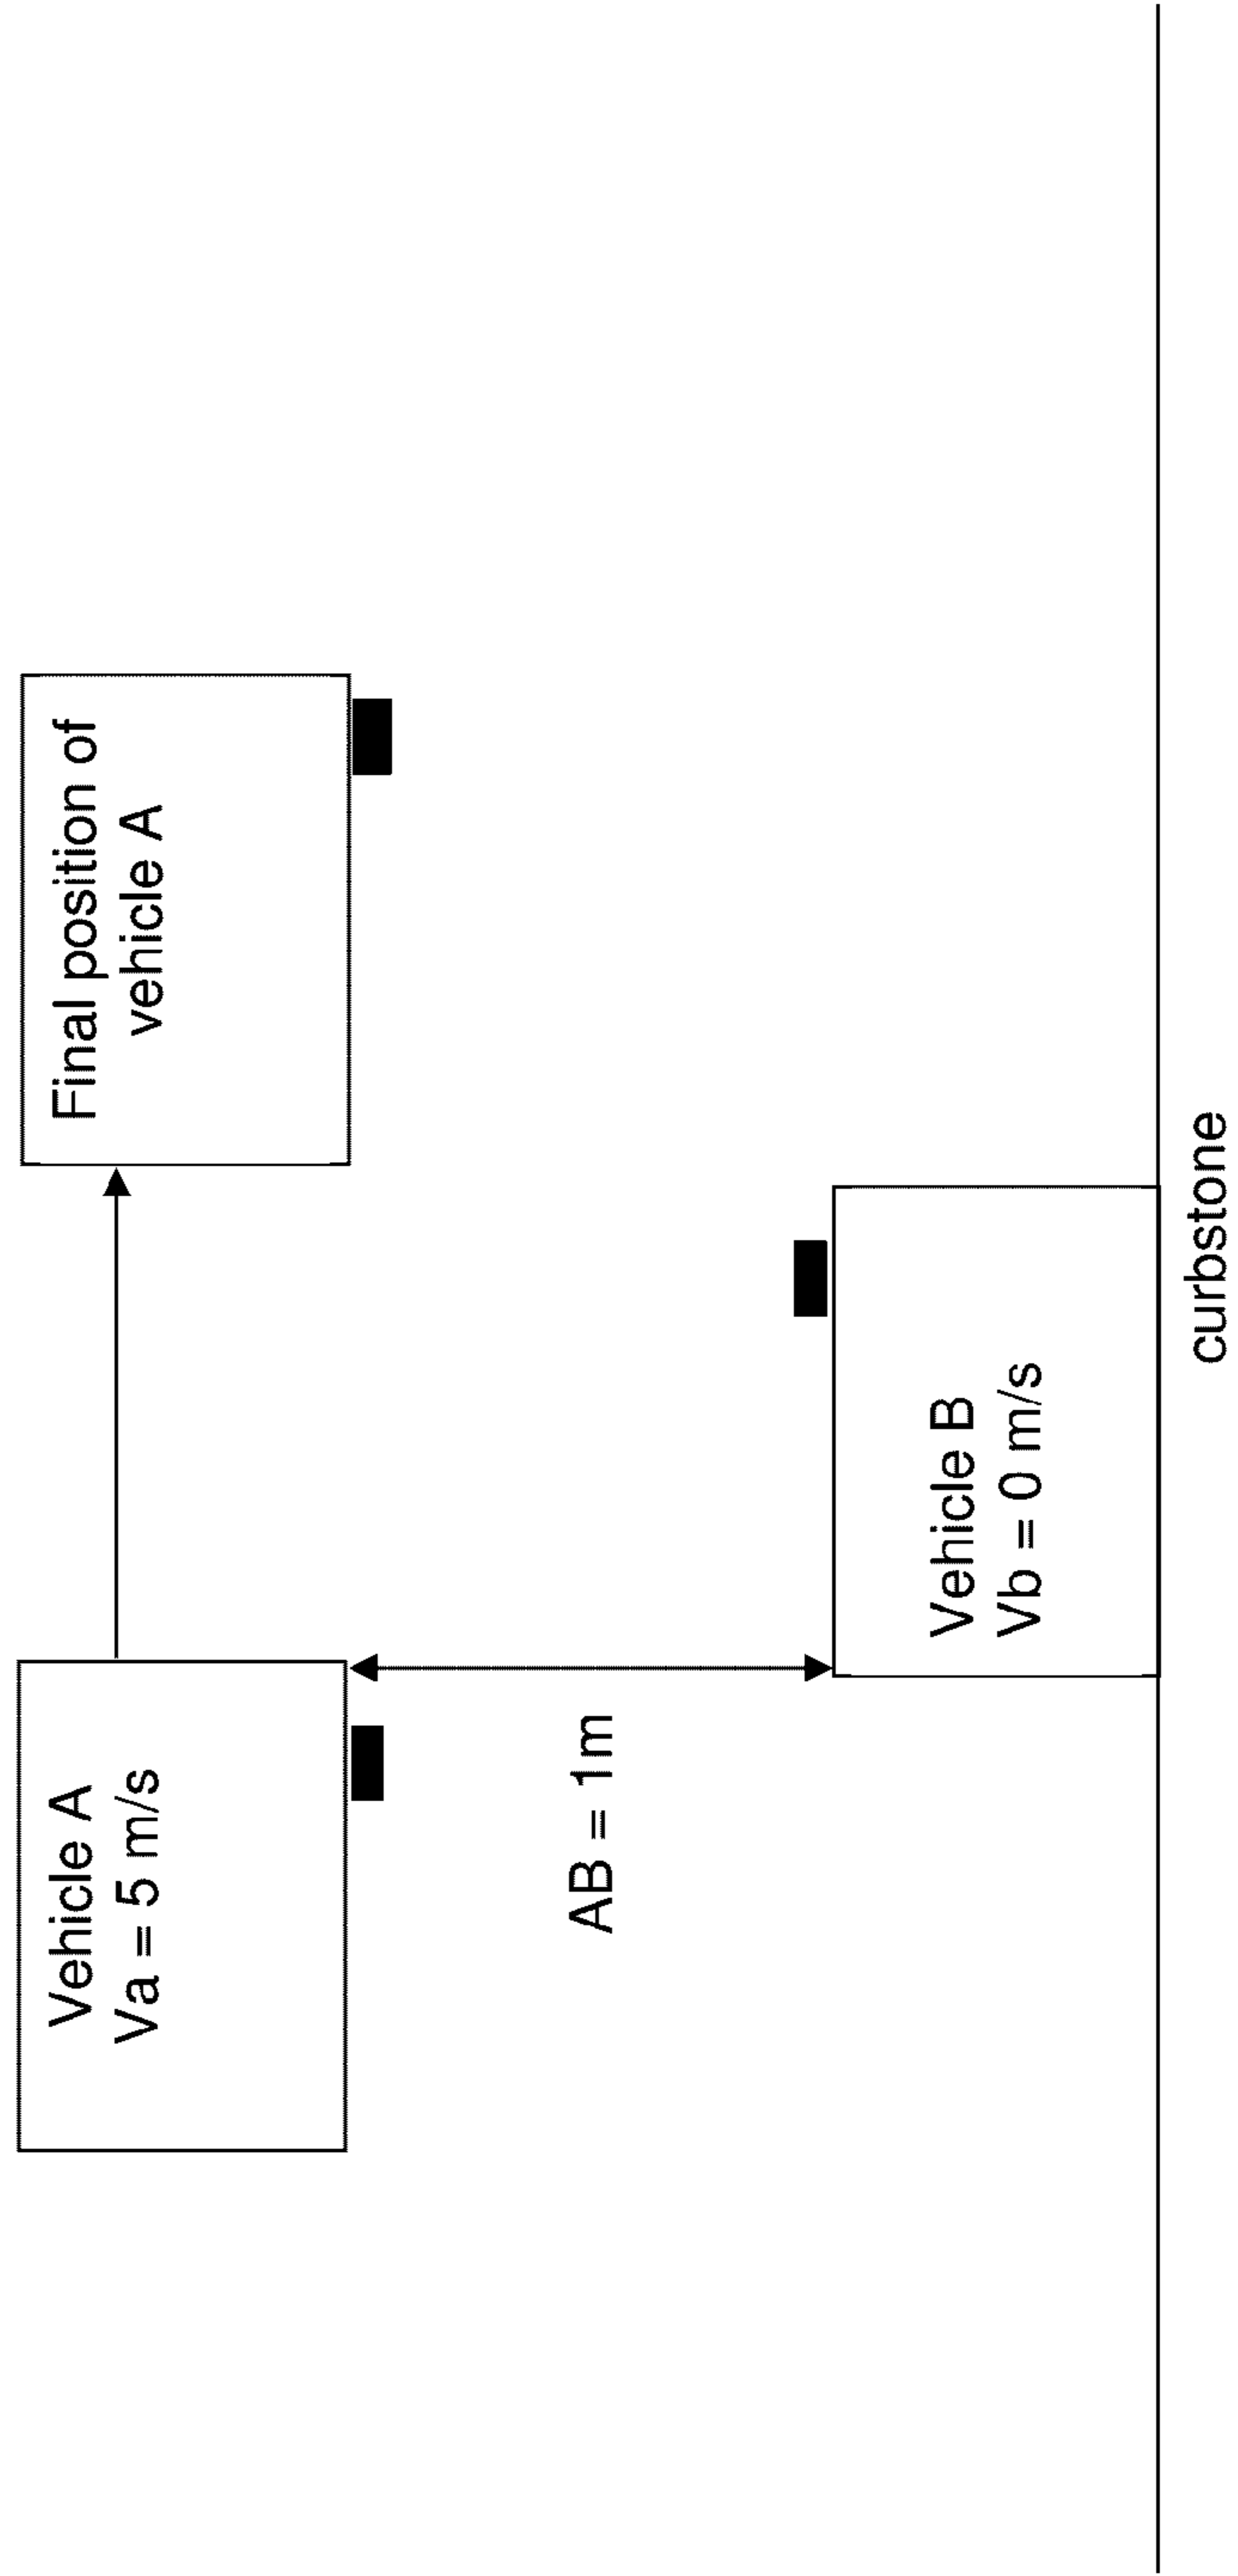 Vehicle A
Va = 5 m/s
Final position of
vehicle A
AB = 1m
Vehicle B
Vb = 0 m/s
curbstone